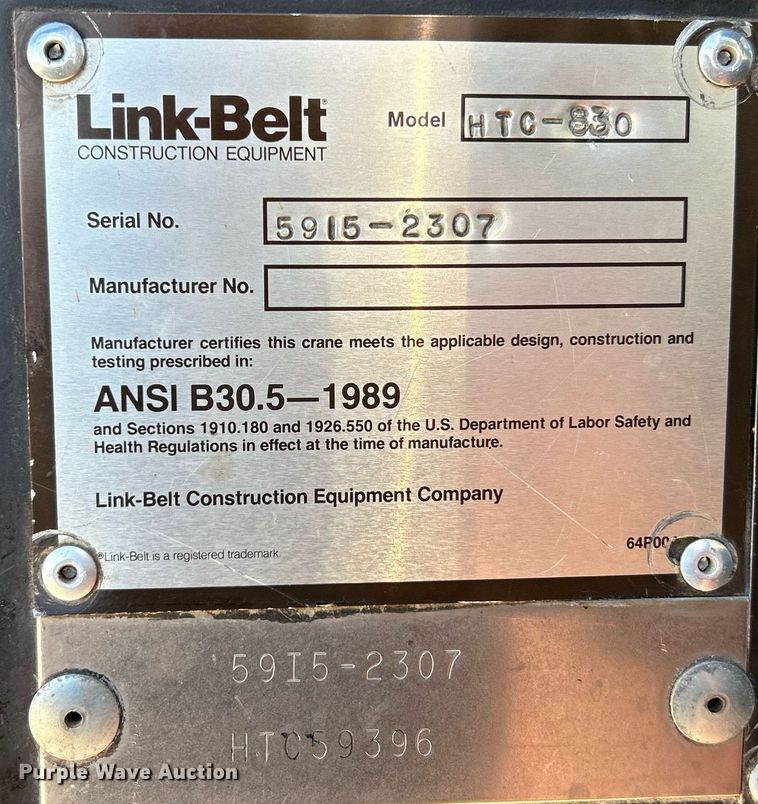 Link-Belt®
CONSTRUCTION EQUIPMENT
Model HTC-830
Serial No. 59I5-2307
Manufacturer No.
Manufacturer certifies this crane meets the applicable design, construction and
testing prescribed in:
ANSI B30.5—1989
and Sections 1910.180 and 1926.550 of the U.S. Department of Labor Safety and
Health Regulations in effect at the time of manufacture.
Link-Belt Construction Equipment Company
®Link-Belt is a registered trademark
59I5-2307
HTC59396
Purple Wave Auction